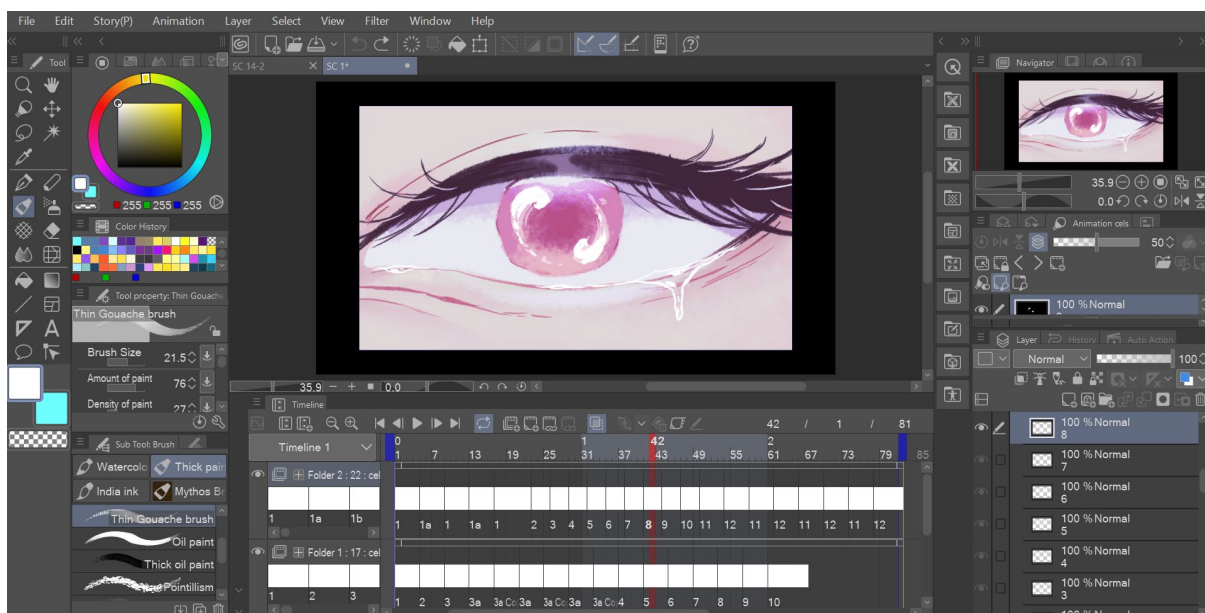 File Edit Story(P) Animation Layer Select View Filter Window Help
Tool
SC 14-2
SC 1*
Navigator
35.9
0.0
255 255 255
Color History
Animation cels
50
Tool property: Thin Gouache
Thin Gouache brush
Brush Size 21.5
Amount of paint 76
Density of paint 27
100 % Normal
Layer History Auto Action
Normal 100
35.9 0.0
Timeline
42 / 1 / 81
Timeline 1
0 1 42 2
1 7 13 19 25 31 37 43 49 55 61 67 73 79 85
Folder 2 : 22 : cel
1 1a 1b
1 1a 1 1a 1 2 3 4 5 6 7 8 9 10 11 12 11 12 11 12 11 12
Folder 1 : 17 : cel
1 2 3
1 2 3 3a 3a Co 3a 3a Co 3a 3a Co 4 5 6 7 8 9 10
Sub Tool: Brush
Watercolo Thick pain
India ink Mythos Br
Thin Gouache brush
Oil paint
Thick oil paint
Pointillism
100 % Normal
8
100 % Normal
7
100 % Normal
6
100 % Normal
5
100 % Normal
4
100 % Normal
3